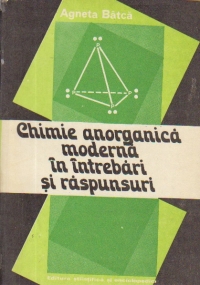 Agneta Bâtcă
Chimie anorganică
modernă
în întrebări
și răspunsuri